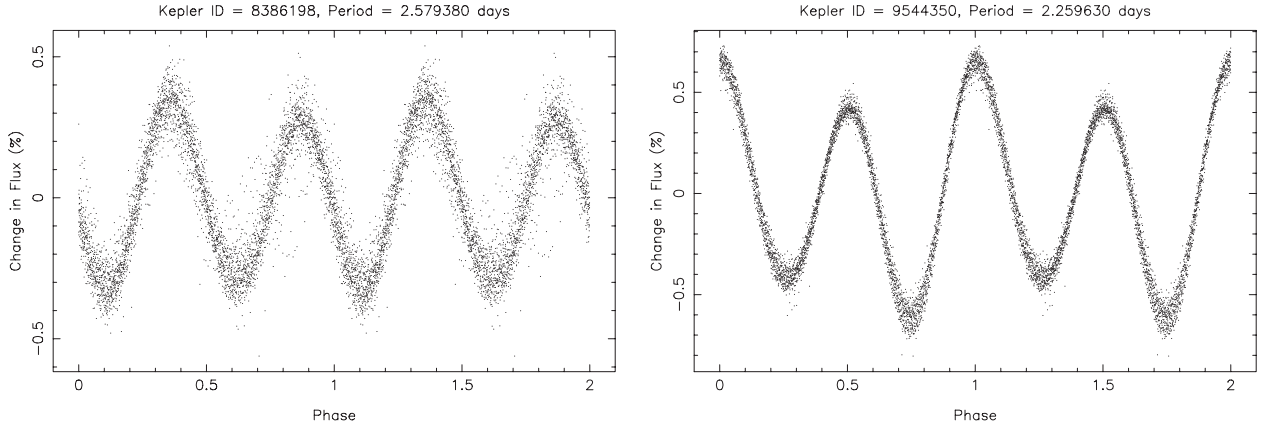 Kepler ID = 8386198, Period = 2.579380 days
Change in Flux (%)
0.5
0
−0.5
0 0.5 1 1.5 2
Phase
Kepler ID = 9544350, Period = 2.259630 days
Change in Flux (%)
0.5
0
−0.5
0 0.5 1 1.5 2
Phase